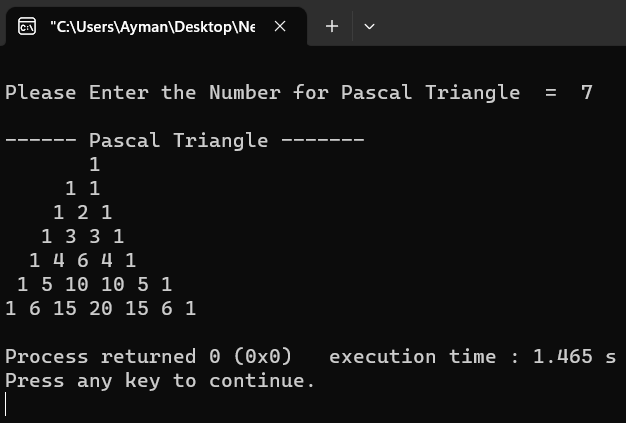 "C:\Users\Ayman\Desktop\Ne
Please Enter the Number for Pascal Triangle  =  7
------ Pascal Triangle -------
       1
     1 1
    1 2 1
   1 3 3 1
  1 4 6 4 1
 1 5 10 10 5 1
1 6 15 20 15 6 1
Process returned 0 (0x0)   execution time : 1.465 s
Press any key to continue.